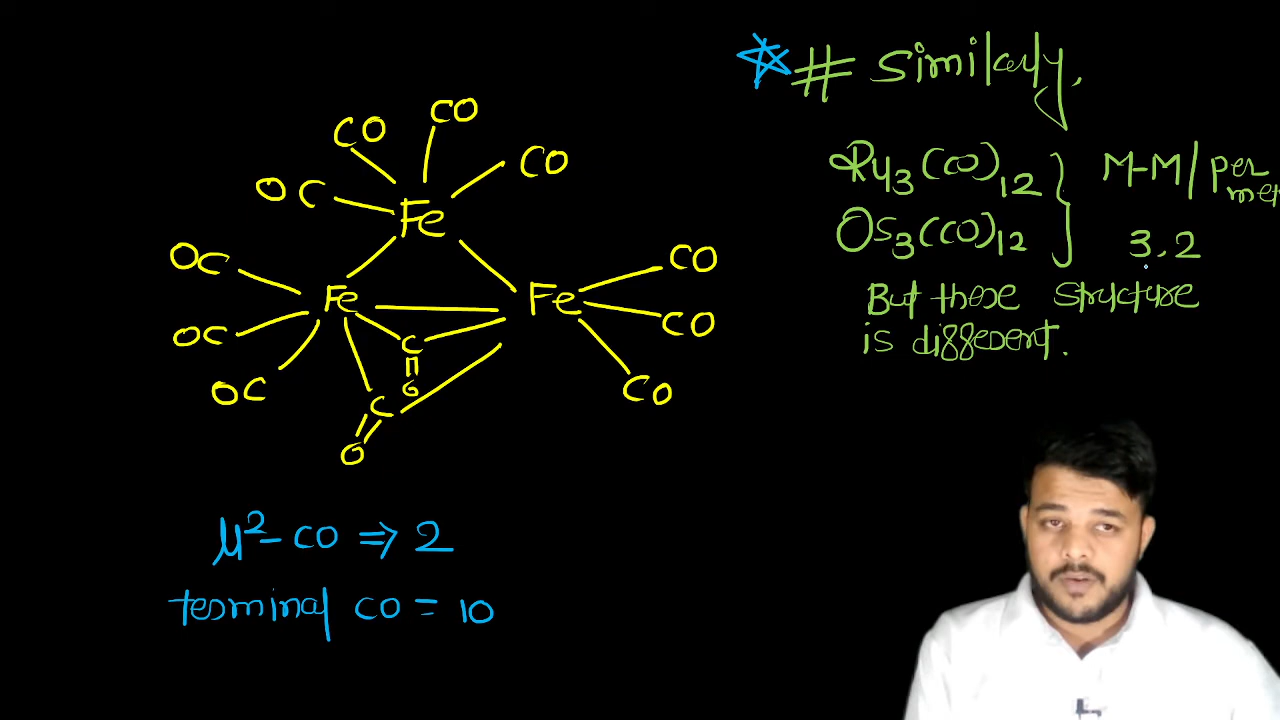 ☆ # Similarly,
Ru3(CO)12 } M-M/per metal
Os3(CO)12 } 3, 2
But these structure
is different.
CO
CO
CO
OC
Fe
OC
Fe
Fe
CO
OC
C
CO
O
OC
C
CO
O
μ²-CO ⇒ 2
terminal CO = 10